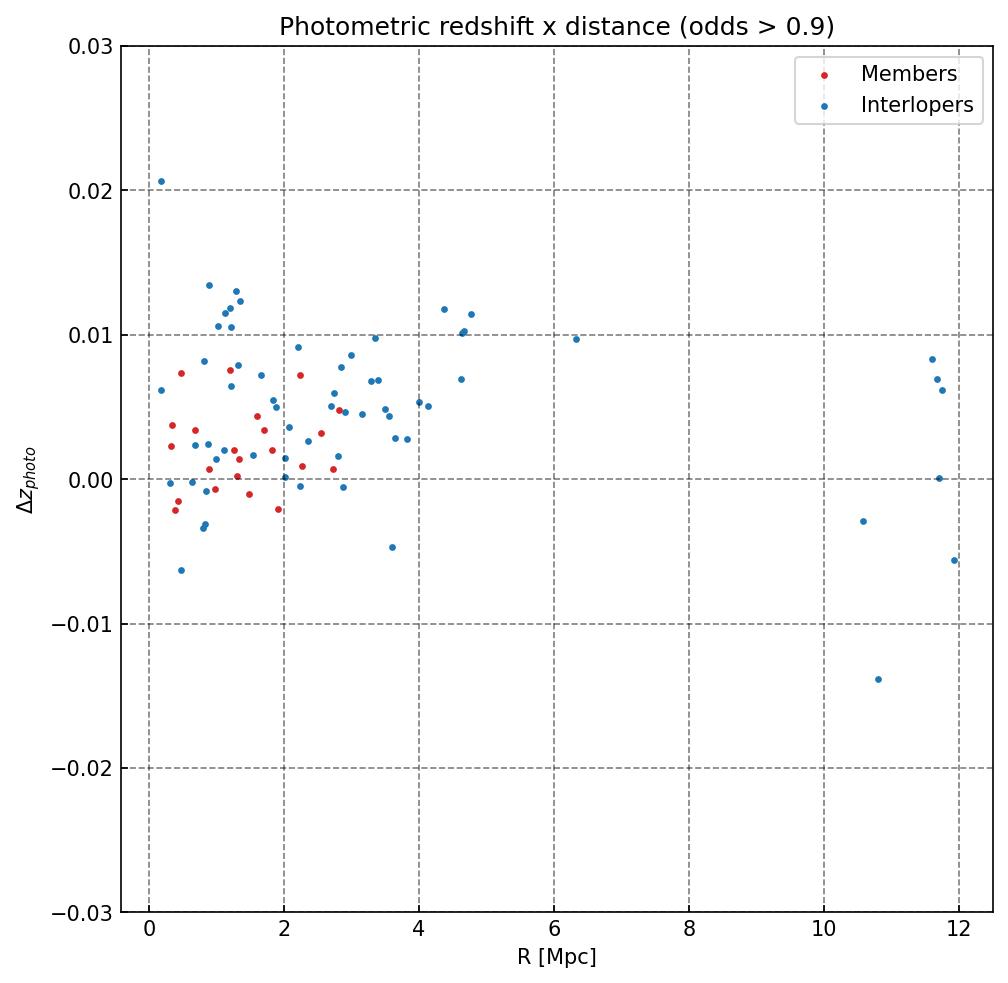 Photometric redshift x distance (odds > 0.9)
Members
Interlopers
0.03
0.02
0.01
0.00
−0.01
−0.02
−0.03
Δz_photo
0
2
4
6
8
10
12
R [Mpc]